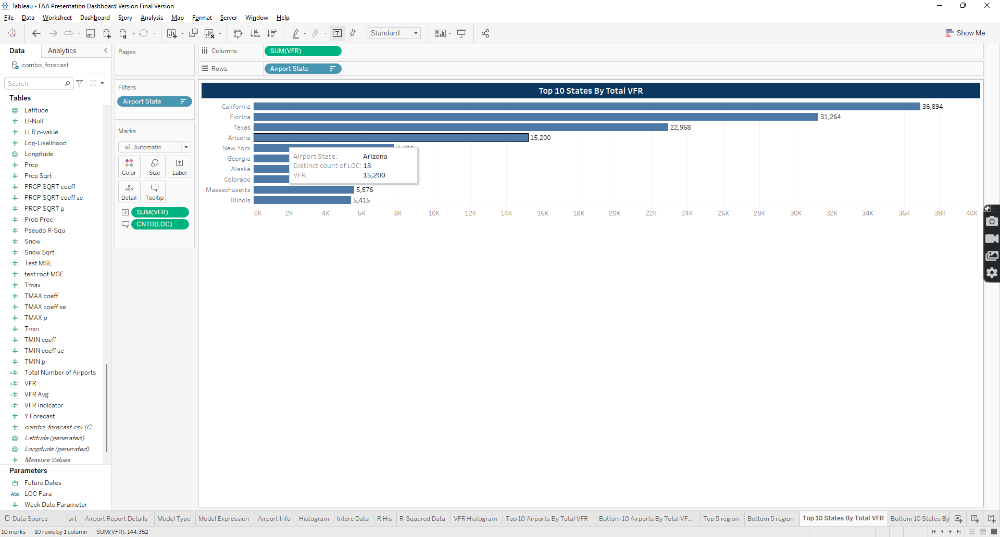 Tableau - FAA Presentation Dashboard Version Final Version
File Data Worksheet Dashboard Story Analysis Map Format Server Window Help
Standard
Show Me
Data Analytics
combo_forecast
Search
Tables
Latitude
LI-Null
LLR p-value
Log-Likelihood
Longitude
Prcp
Prcp Sqrt
PRCP SQRT coeff
PRCP SQRT coeff se
PRCP SQRT p
Prob Prec
Pseudo R-Squ
Snow
Snow Sqrt
Test MSE
test root MSE
Tmax
TMAX coeff
TMAX coeff se
TMAX p
Tmin
TMIN coeff
TMIN coeff se
TMIN p
Total Number of Airports
VFR
VFR Avg
VFR Indicator
Y Forecast
combo_forecast.csv (C...
Latitude (generated)
Longitude (generated)
Measure Values
Parameters
Future Dates
Abc LOC Para
Week Date Parameter
Pages
Filters
Airport State
Marks
Automatic
Color Size Label
Detail Tooltip
SUM(VFR)
CNTD(LOC)
Columns SUM(VFR)
Rows Airport State
Top 10 States By Total VFR
California 36,894
Florida 31,264
Texas 22,968
Arizona 15,200
New York
Georgia
Alaska
Colorado
Massachusetts 5,576
Illinois 5,415
Airport State: Arizona
Distinct count of LOC: 13
VFR: 15,200
0K 2K 4K 6K 8K 10K 12K 14K 16K 18K 20K 22K 24K 26K 28K 30K 32K 34K 36K 38K 40K
Data Source ort Airport Report Details Model Type Model Expression Airport Info Histogram Interc Data R His R-Sqaured Data VFR Histogram Top 10 Airports By Total VFR Bottom 10 Airports By Total VF... Top 5 region Bottom 5 region Top 10 States By Total VFR Bottom 10 States By
10 marks 10 rows by 1 column SUM(VFR): 144,352